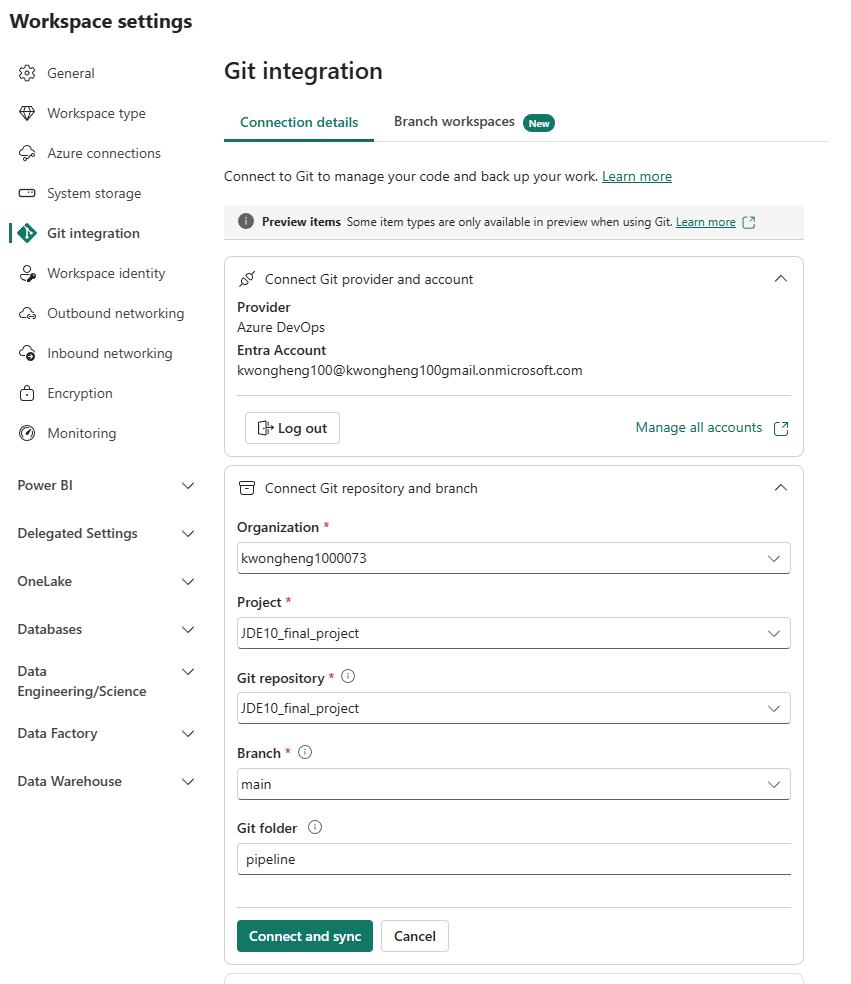 Workspace settings
General
Workspace type
Azure connections
System storage
Git integration
Workspace identity
Outbound networking
Inbound networking
Encryption
Monitoring
Power BI
Delegated Settings
OneLake
Databases
Data
Engineering/Science
Data Factory
Data Warehouse
Git integration
Connection details
Branch workspaces New
Connect to Git to manage your code and back up your work. Learn more
Preview items Some item types are only available in preview when using Git. Learn more
Connect Git provider and account
Provider
Azure DevOps
Entra Account
kwongheng100@kwongheng100gmail.onmicrosoft.com
Log out
Manage all accounts
Connect Git repository and branch
Organization *
kwongheng1000073
Project *
JDE10_final_project
Git repository *
JDE10_final_project
Branch *
main
Git folder
pipeline
Connect and sync
Cancel